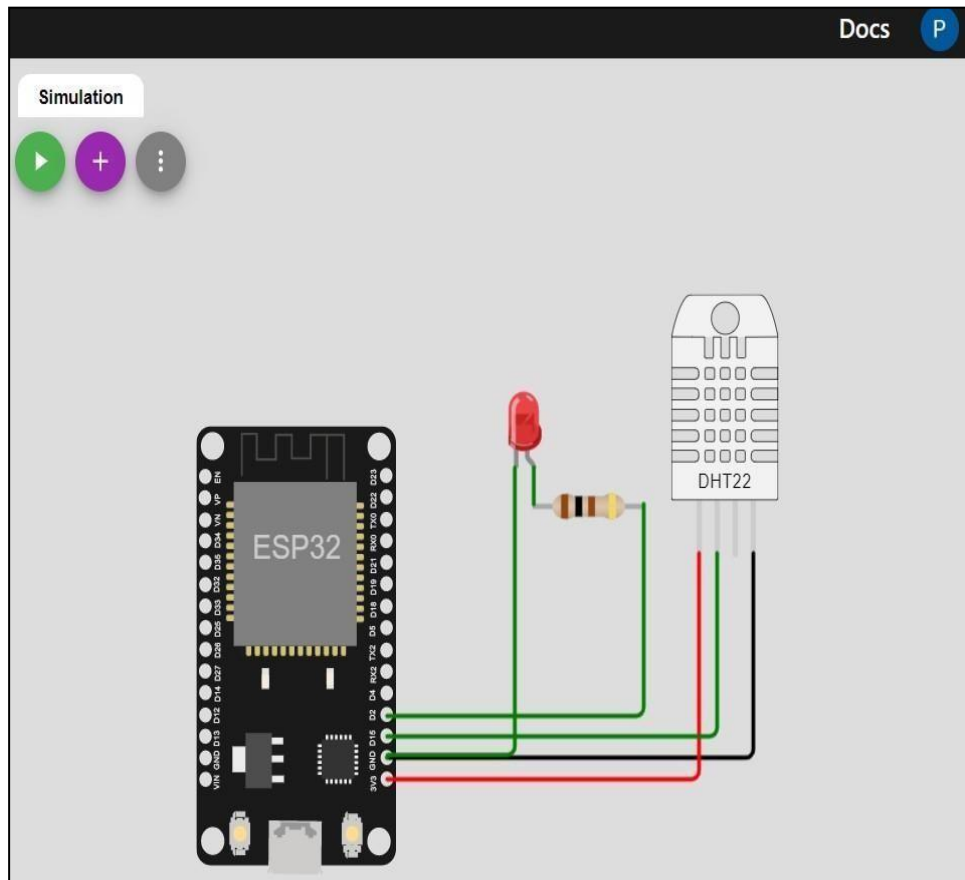 Docs P
Simulation
DHT22
ESP32
EN
VP
VN
D34
D35
D32
D33
D25
D26
D27
D14
D12
D13
GND
VIN
D23
D22
TX0
RX0
D21
D19
D18
D5
TX2
RX2
D4
D2
D15
GND
3V3